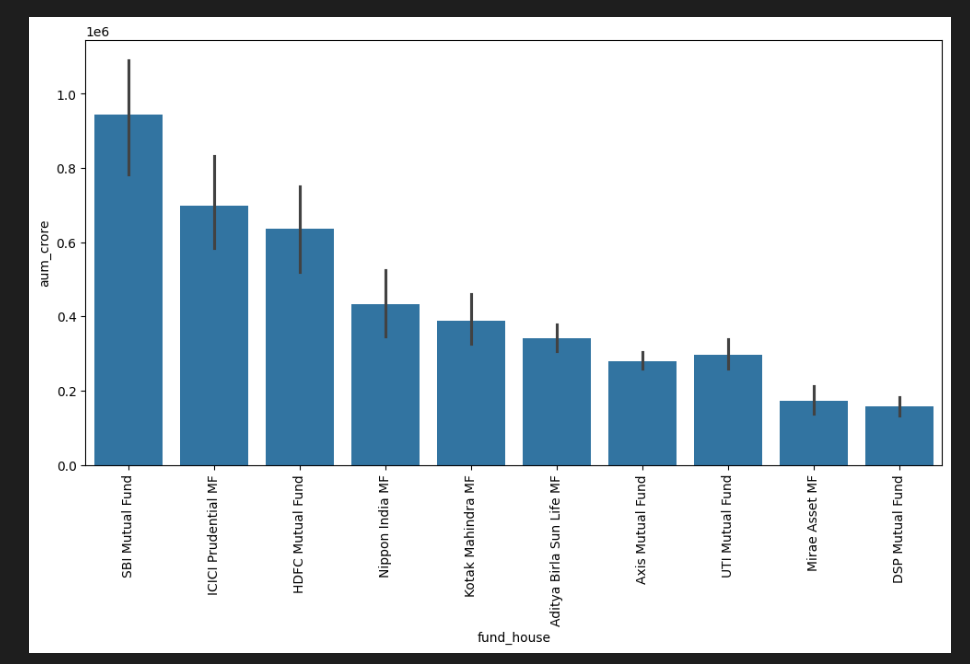 1e6
1.0
0.8
0.6
0.4
0.2
0.0
aum_crore
SBI Mutual Fund
ICICI Prudential MF
HDFC Mutual Fund
Nippon India MF
Kotak Mahindra MF
Aditya Birla Sun Life MF
Axis Mutual Fund
UTI Mutual Fund
Mirae Asset MF
DSP Mutual Fund
fund_house